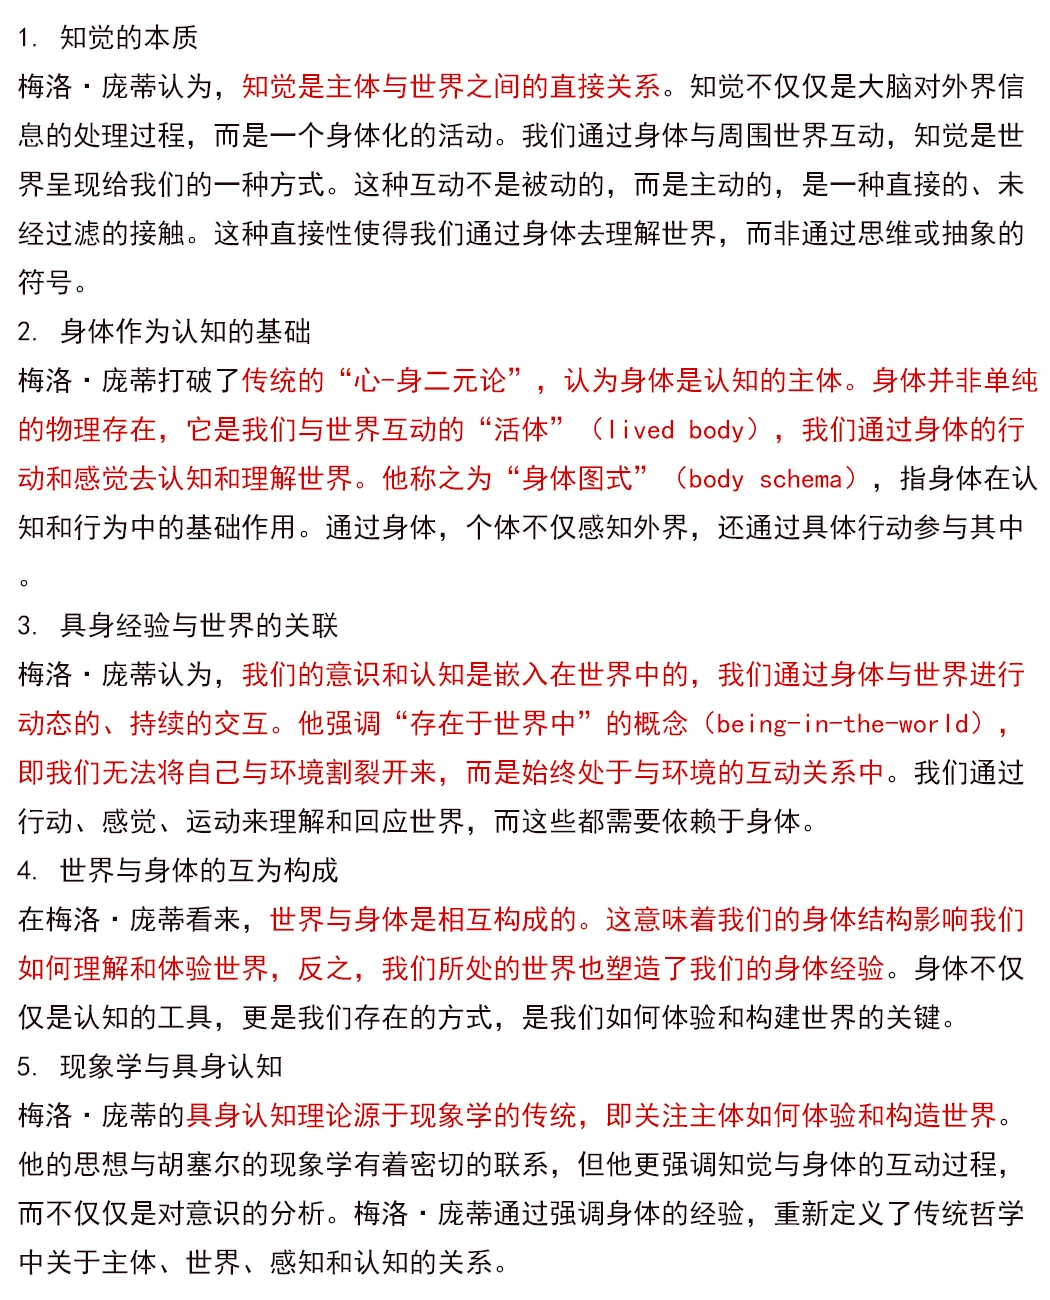 1. 知觉的本质
梅洛·庞蒂认为，知觉是主体与世界之间的直接关系。知觉不仅仅是大脑对外界信
息的处理过程，而是一个身体化的活动。我们通过身体与周围世界互动，知觉是世
界呈现给我们的一种方式。这种互动不是被动的，而是主动的，是一种直接的、未
经过滤的接触。这种直接性使得我们通过身体去理解世界，而非通过思维或抽象的
符号。
2. 身体作为认知的基础
梅洛·庞蒂打破了传统的“心-身二元论”，认为身体是认知的主体。身体并非单纯
的物理存在，它是我们与世界互动的“活体”（lived body），我们通过身体的行
动和感觉去认知和理解世界。他称之为“身体图式”（body schema），指身体在认
知和行为中的基础作用。通过身体，个体不仅感知外界，还通过具体行动参与其中
。
3. 具身经验与世界的关联
梅洛·庞蒂认为，我们的意识和认知是嵌入在世界中的，我们通过身体与世界进行
动态的、持续的交互。他强调“存在于世界中”的概念（being-in-the-world），
即我们无法将自己与环境割裂开来，而是始终处于与环境的互动关系中。我们通过
行动、感觉、运动来理解和回应世界，而这些都需要依赖于身体。
4. 世界与身体的互为构成
在梅洛·庞蒂看来，世界与身体是相互构成的。这意味着我们的身体结构影响我们
如何理解和体验世界，反之，我们所处的世界也塑造了我们的身体经验。身体不仅
仅是认知的工具，更是我们存在的方式，是我们如何体验和构建世界的关键。
5. 现象学与具身认知
梅洛·庞蒂的具身认知理论源于现象学的传统，即关注主体如何体验和构造世界。
他的思想与胡塞尔的现象学有着密切的联系，但他更强调知觉与身体的互动过程，
而不仅仅是对意识的分析。梅洛·庞蒂通过强调身体的经验，重新定义了传统哲学
中关于主体、世界、感知和认知的关系。